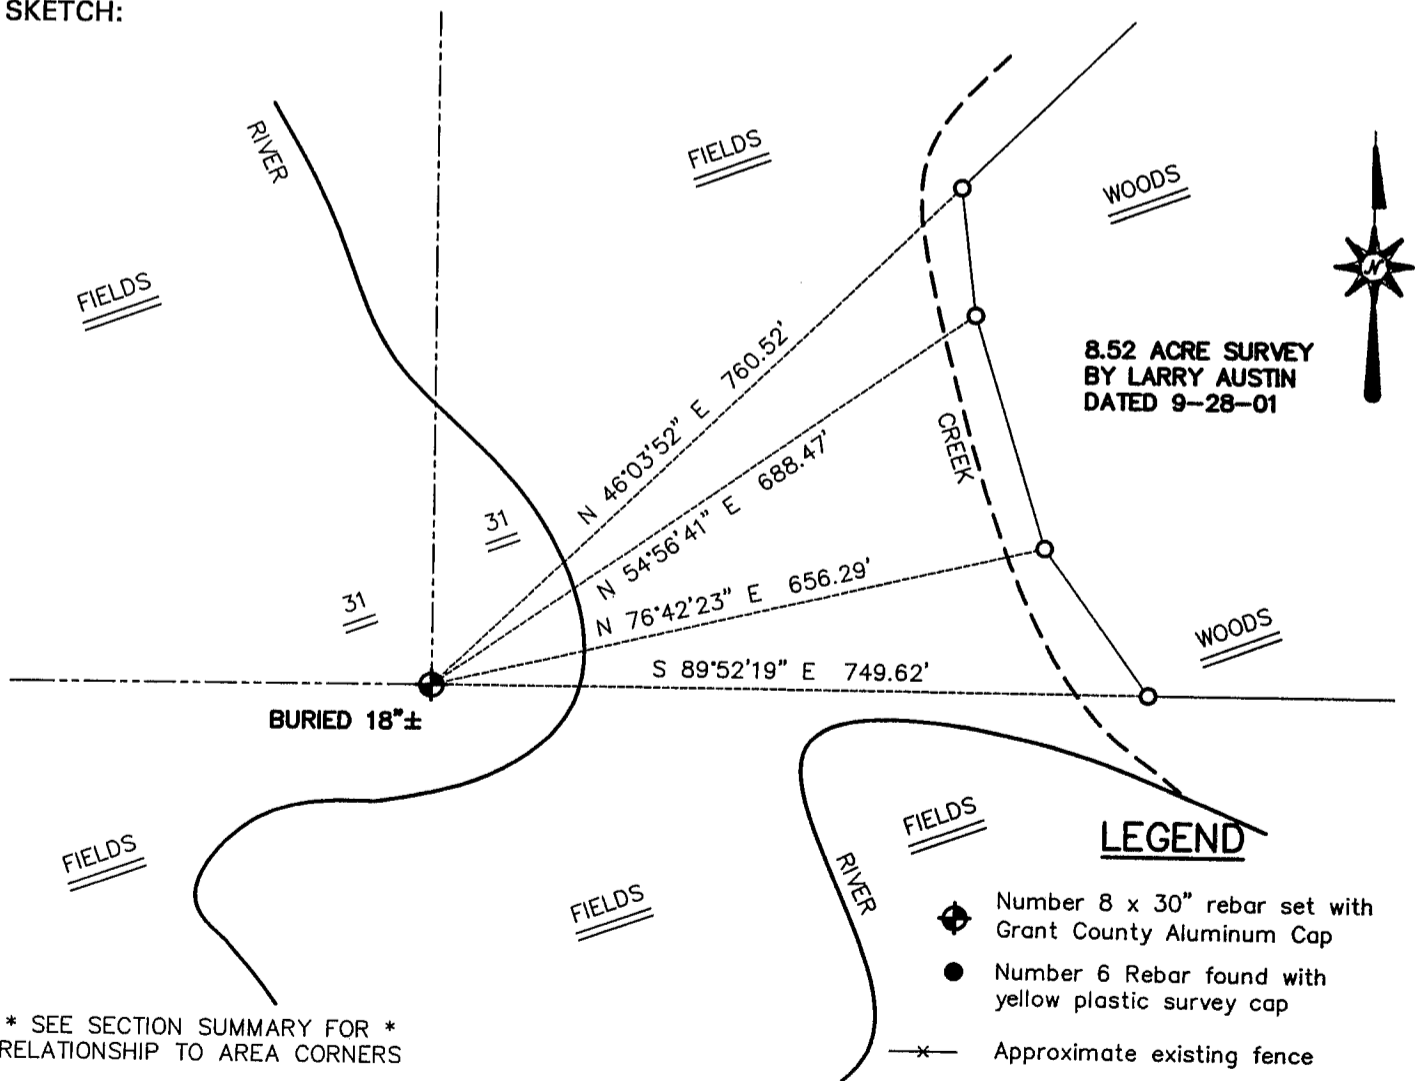 SKETCH:
RIVER
FIELDS
WOODS
FIELDS
N
8.52 ACRE SURVEY
BY LARRY AUSTIN
DATED 9-28-01
N 46°03'52" E 760.52'
CREEK
N 54°56'41" E 688.47'
31
N 76°42'23" E 656.29'
31
WOODS
S 89°52'19" E 749.62'
BURIED 18"±
FIELDS
FIELDS
RIVER
FIELDS
LEGEND
Number 8 x 30" rebar set with
Grant County Aluminum Cap
Number 6 Rebar found with
yellow plastic survey cap
Approximate existing fence
* SEE SECTION SUMMARY FOR *
RELATIONSHIP TO AREA CORNERS